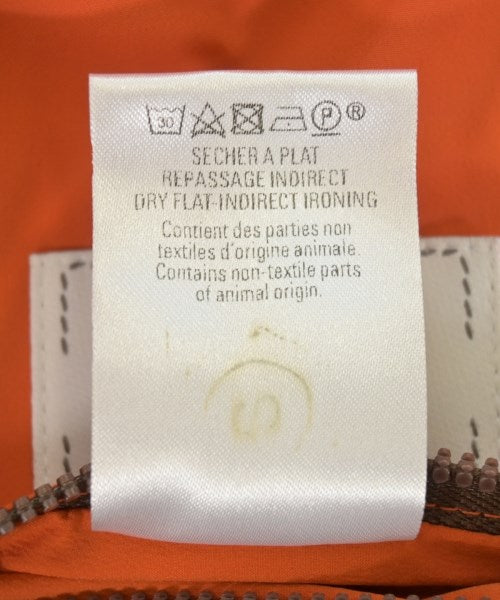 30 P ®
SECHER A PLAT
REPASSAGE INDIRECT
DRY FLAT-INDIRECT IRONING
Contient des parties non
textiles d'origine animale.
Contains non-textile parts
of animal origin.